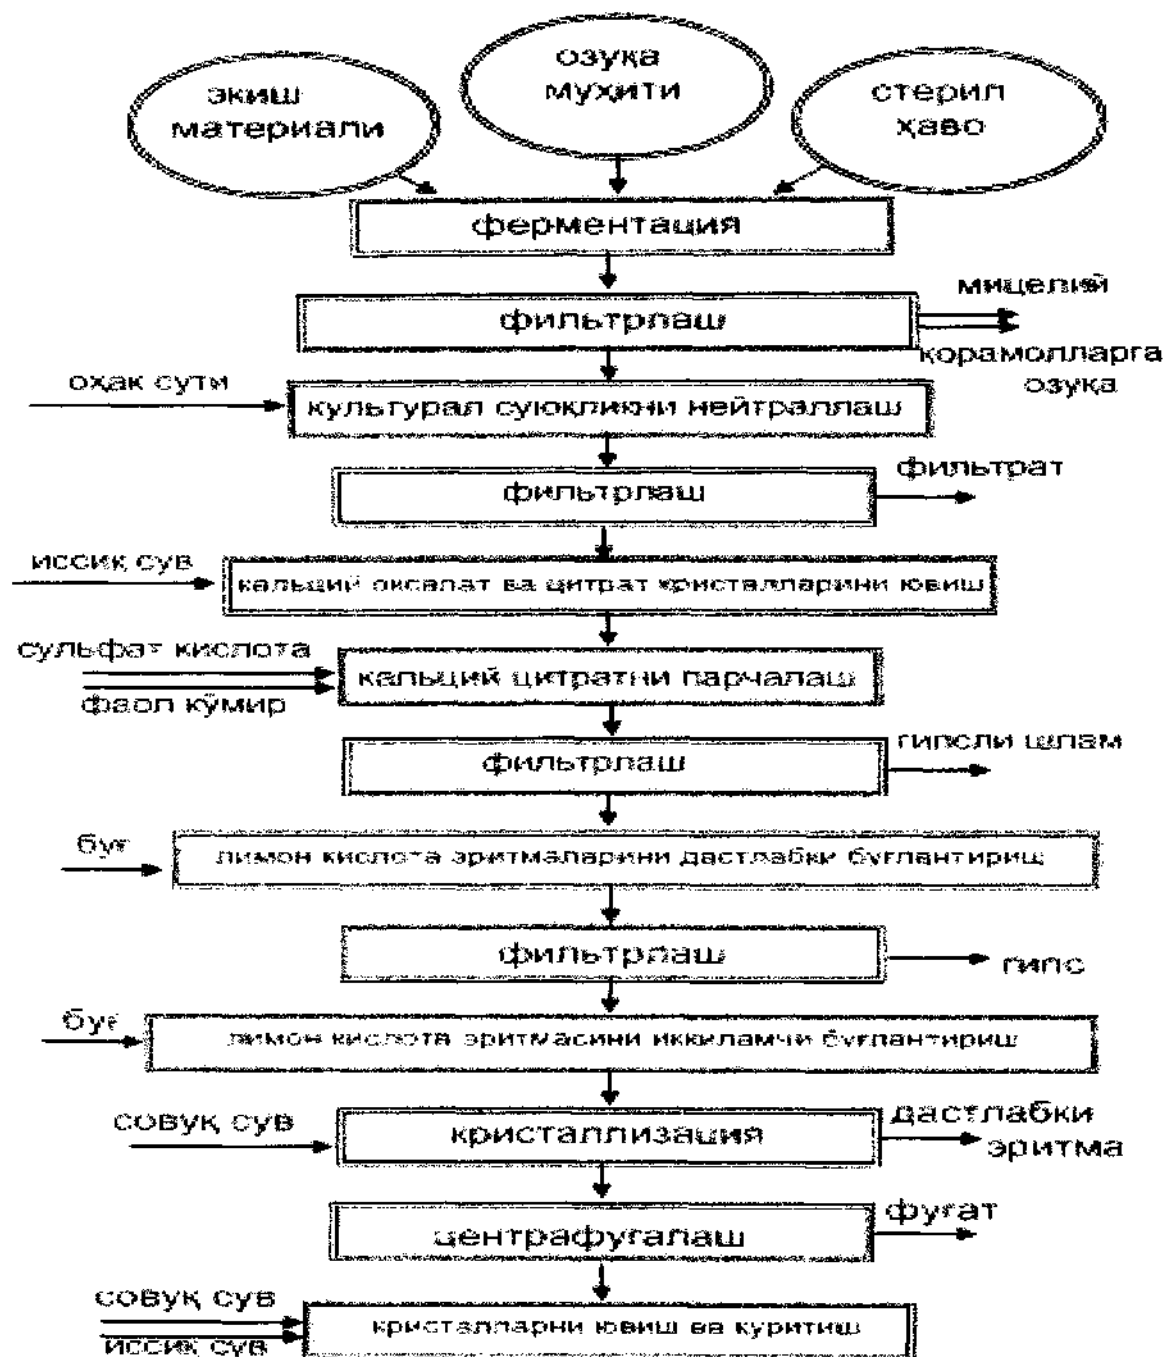 экиш
материали
озуқа
муҳити
стерил
ҳаво
ферментация
фильтрлаш
мицелий
қорамолларга
озуқа
оҳак сути
культурал суюқликни нейтраллаш
фильтрлаш
фильтрат
иссиқ сув
кальций оксалат ва цитрат кристалларини ювиш
сульфат кислота
фаол кўмир
кальций цитратни парчалаш
фильтрлаш
гипсли шлам
буғ
лимон кислота эритмаларини дастлабки буғлантириш
фильтрлаш
гипс
буғ
лимон кислота эритмасини иккиламчи буғлантириш
совуқ сув
кристаллизация
дастлабки
эритма
центрафугалаш
фугат
совуқ сув
иссиқ сув
кристалларни ювиш ва қуритиш